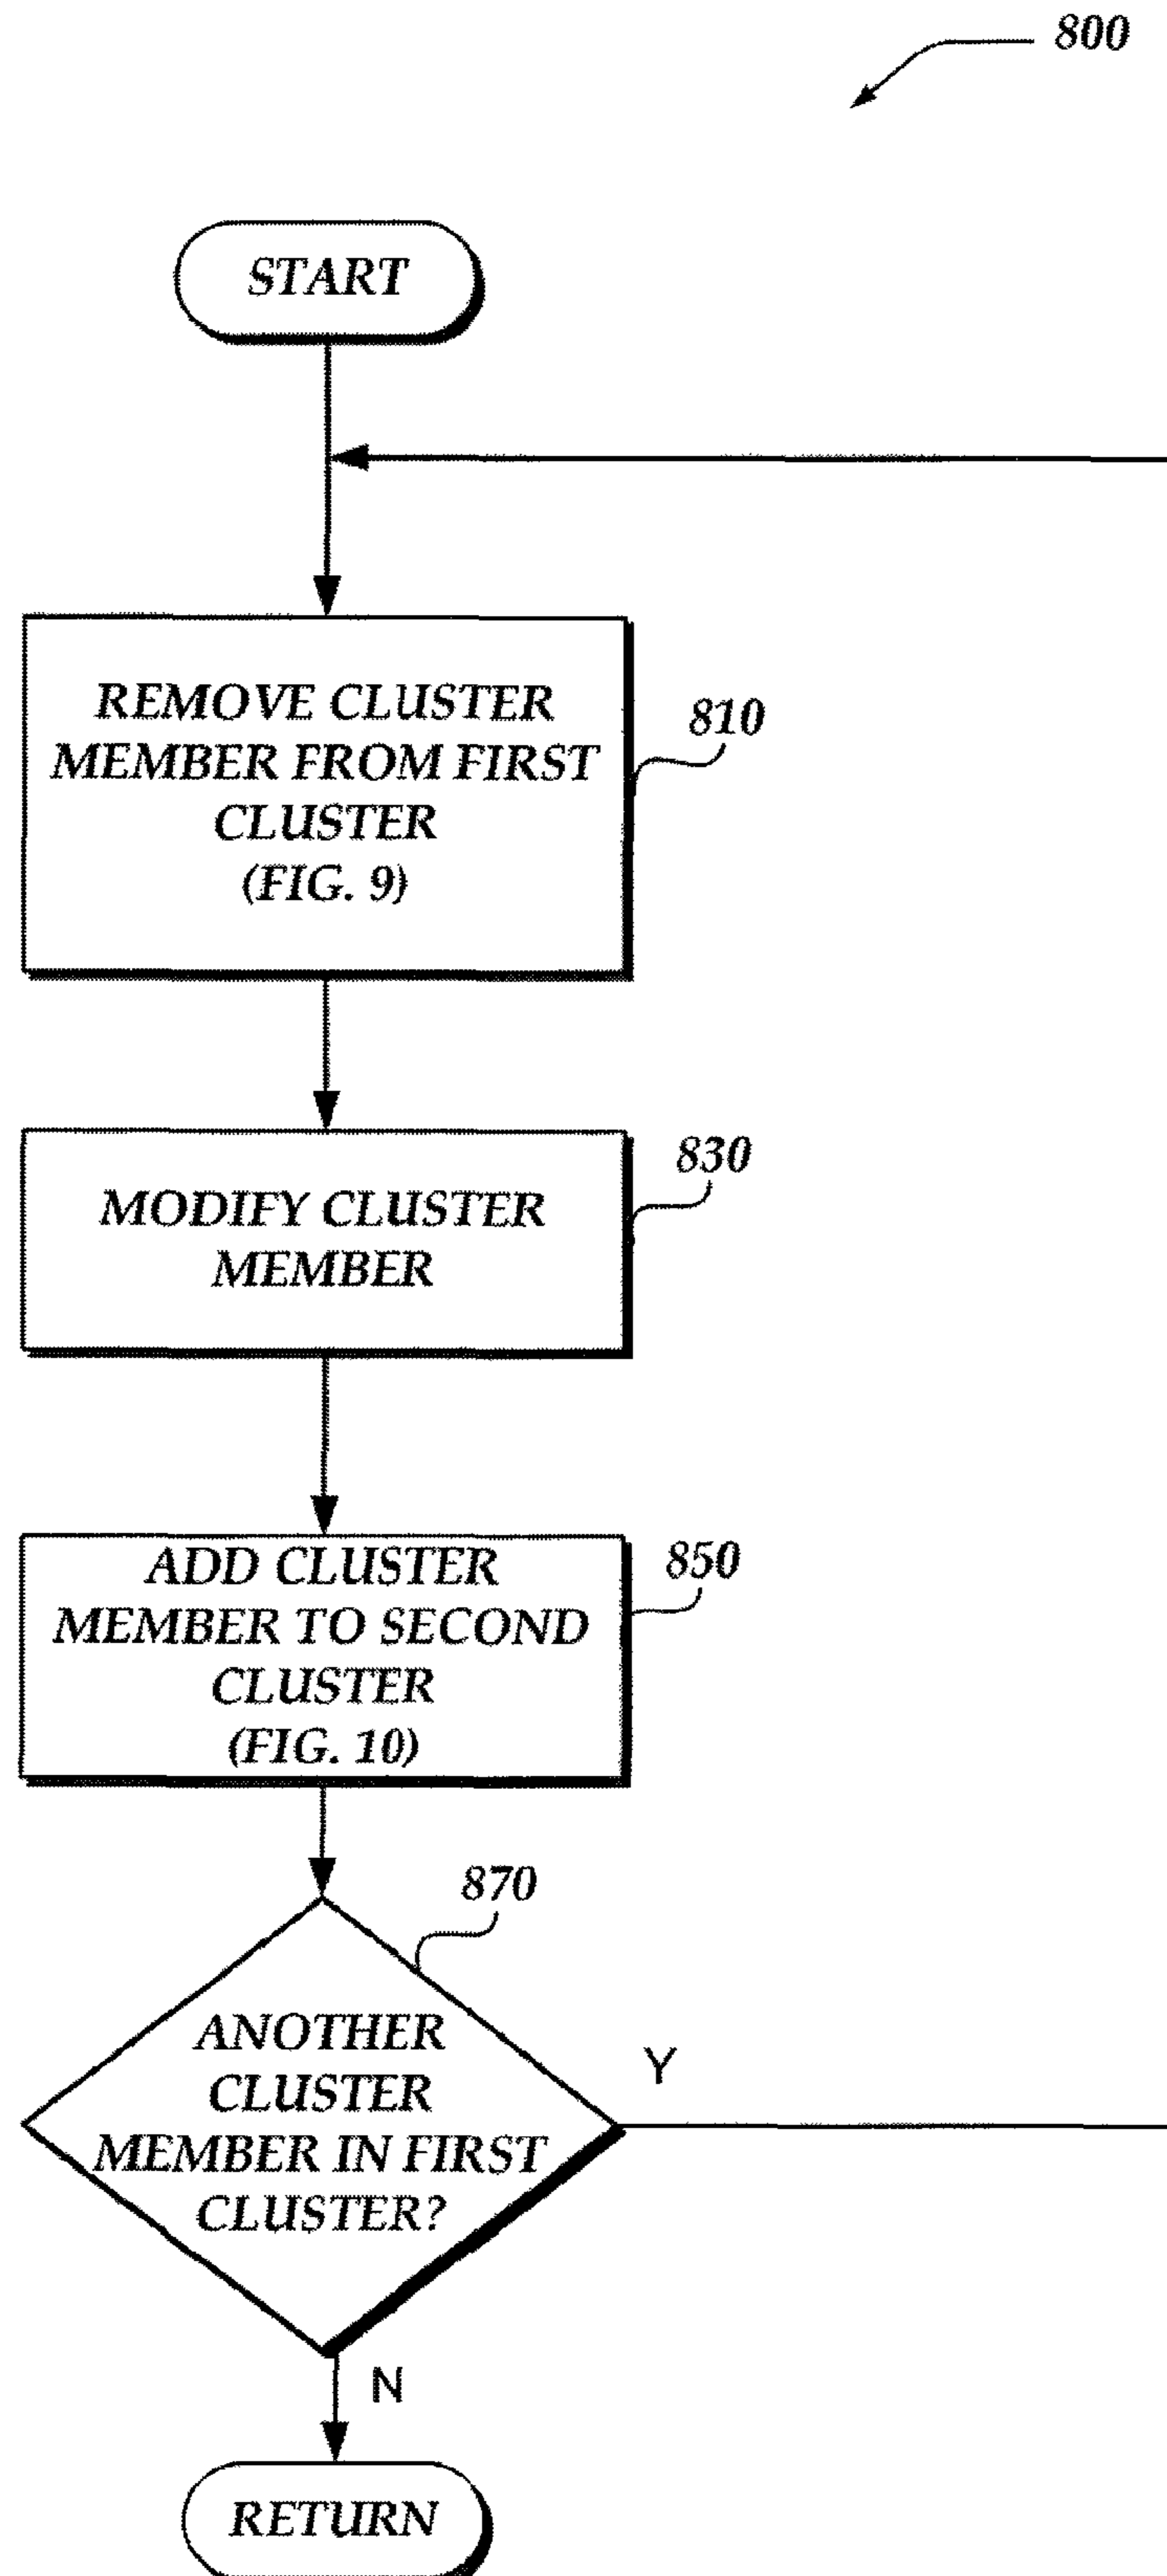 800
START
REMOVE CLUSTER
MEMBER FROM FIRST
CLUSTER
(FIG. 9)
810
MODIFY CLUSTER
MEMBER
830
ADD CLUSTER
MEMBER TO SECOND
CLUSTER
(FIG. 10)
850
870
ANOTHER
CLUSTER
MEMBER IN FIRST
CLUSTER?
Y
N
RETURN